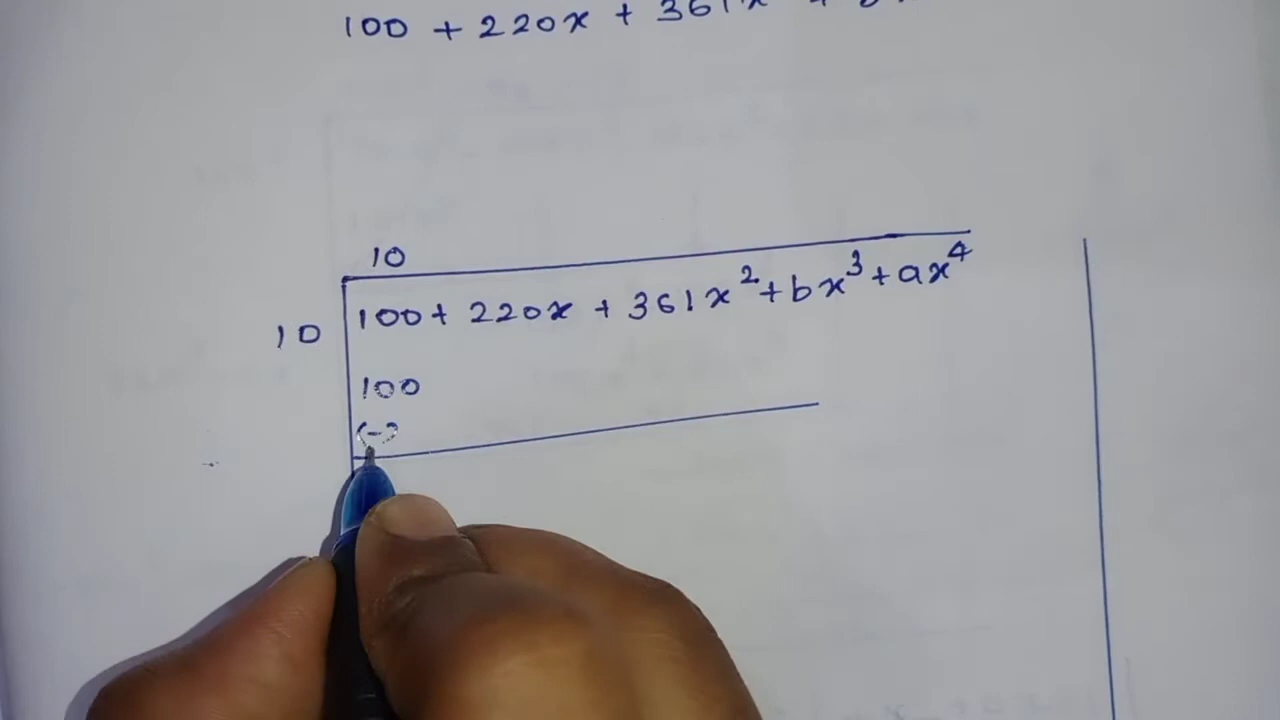 100 + 220x + 361x
10
10 100 + 220x + 361x² + bx³ + ax⁴
100
(-)